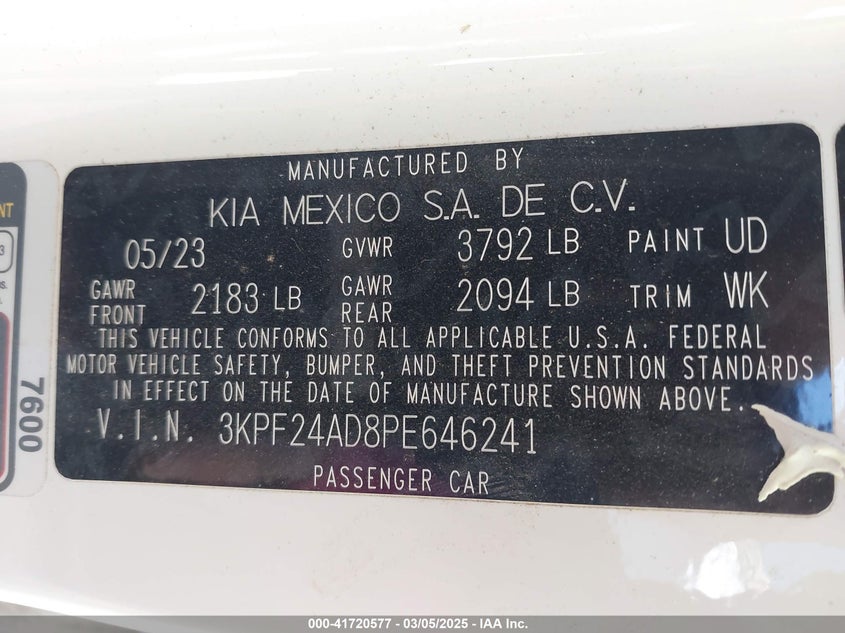 MANUFACTURED BY
KIA MEXICO S.A. DE C.V.
05/23 GVWR 3792 LB PAINT UD
GAWR FRONT 2183 LB GAWR REAR 2094 LB TRIM WK
THIS VEHICLE CONFORMS TO ALL APPLICABLE U.S.A. FEDERAL
MOTOR VEHICLE SAFETY, BUMPER, AND THEFT PREVENTION STANDARDS
IN EFFECT ON THE DATE OF MANUFACTURE SHOWN ABOVE.
V.I.N. 3KPF24AD8PE646241
PASSENGER CAR
7600
NT
3
000-41720577 - 03/05/2025 - IAA Inc.